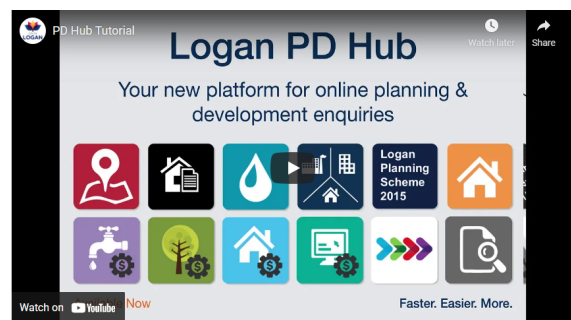 LOGAN
PD Hub Tutorial
Watch later
Share
Logan PD Hub
Your new platform for online planning &
development enquiries
Logan
Planning
Scheme
2015
$
$
$
$
Watch on YouTube
Now
Faster. Easier. More.